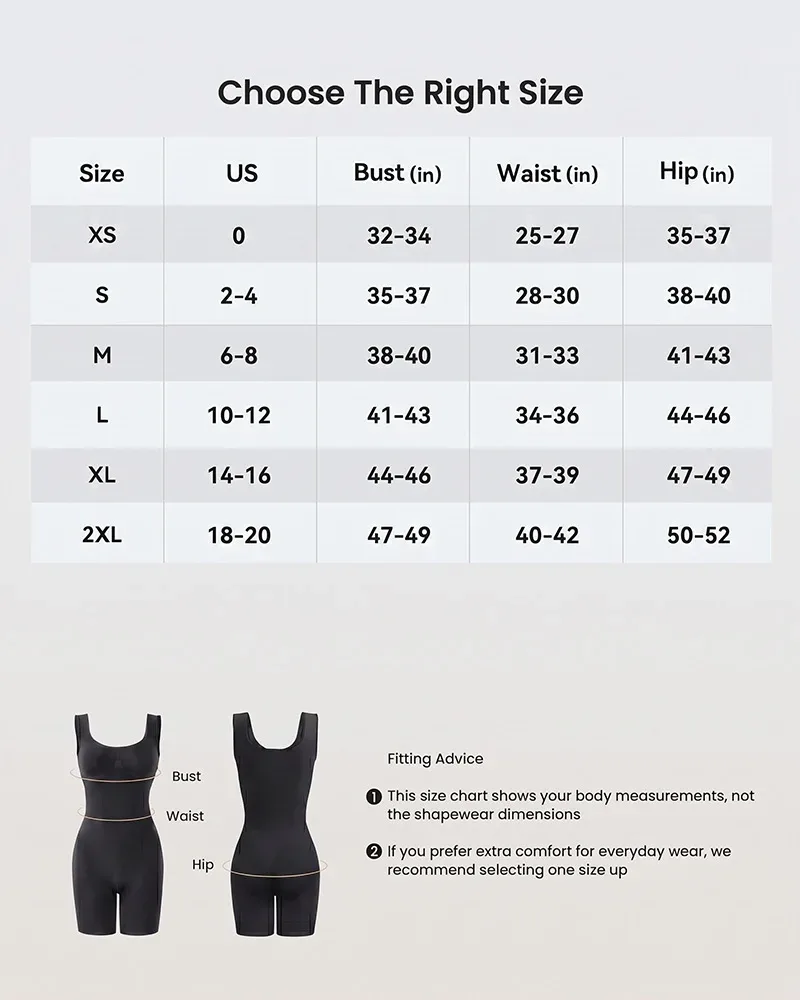 Choose The Right Size
Size US Bust (in) Waist (in) Hip (in)
XS 0 32-34 25-27 35-37
S 2-4 35-37 28-30 38-40
M 6-8 38-40 31-33 41-43
L 10-12 41-43 34-36 44-46
XL 14-16 44-46 37-39 47-49
2XL 18-20 47-49 40-42 50-52
Bust
Waist
Hip
Fitting Advice
1 This size chart shows your body measurements, not
the shapewear dimensions
2 If you prefer extra comfort for everyday wear, we
recommend selecting one size up